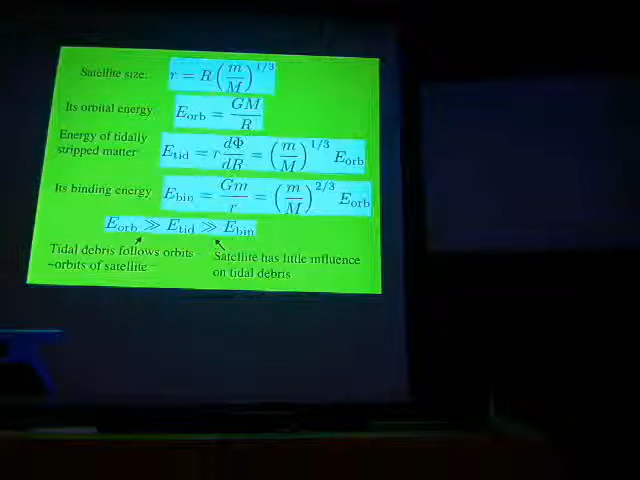 Satellite size: r = R (m/M)^{1/3}
Its orbital energy E_orb = GM/R
Energy of tidally
stripped matter E_tid = r dΦ/dR = (m/M)^{1/3} E_orb
Its binding energy E_bin = Gm/r = (m/M)^{2/3} E_orb
E_orb ≫ E_tid ≫ E_bin
Tidal debris follows orbits
~orbits of satellite
Satellite has little influence
on tidal debris